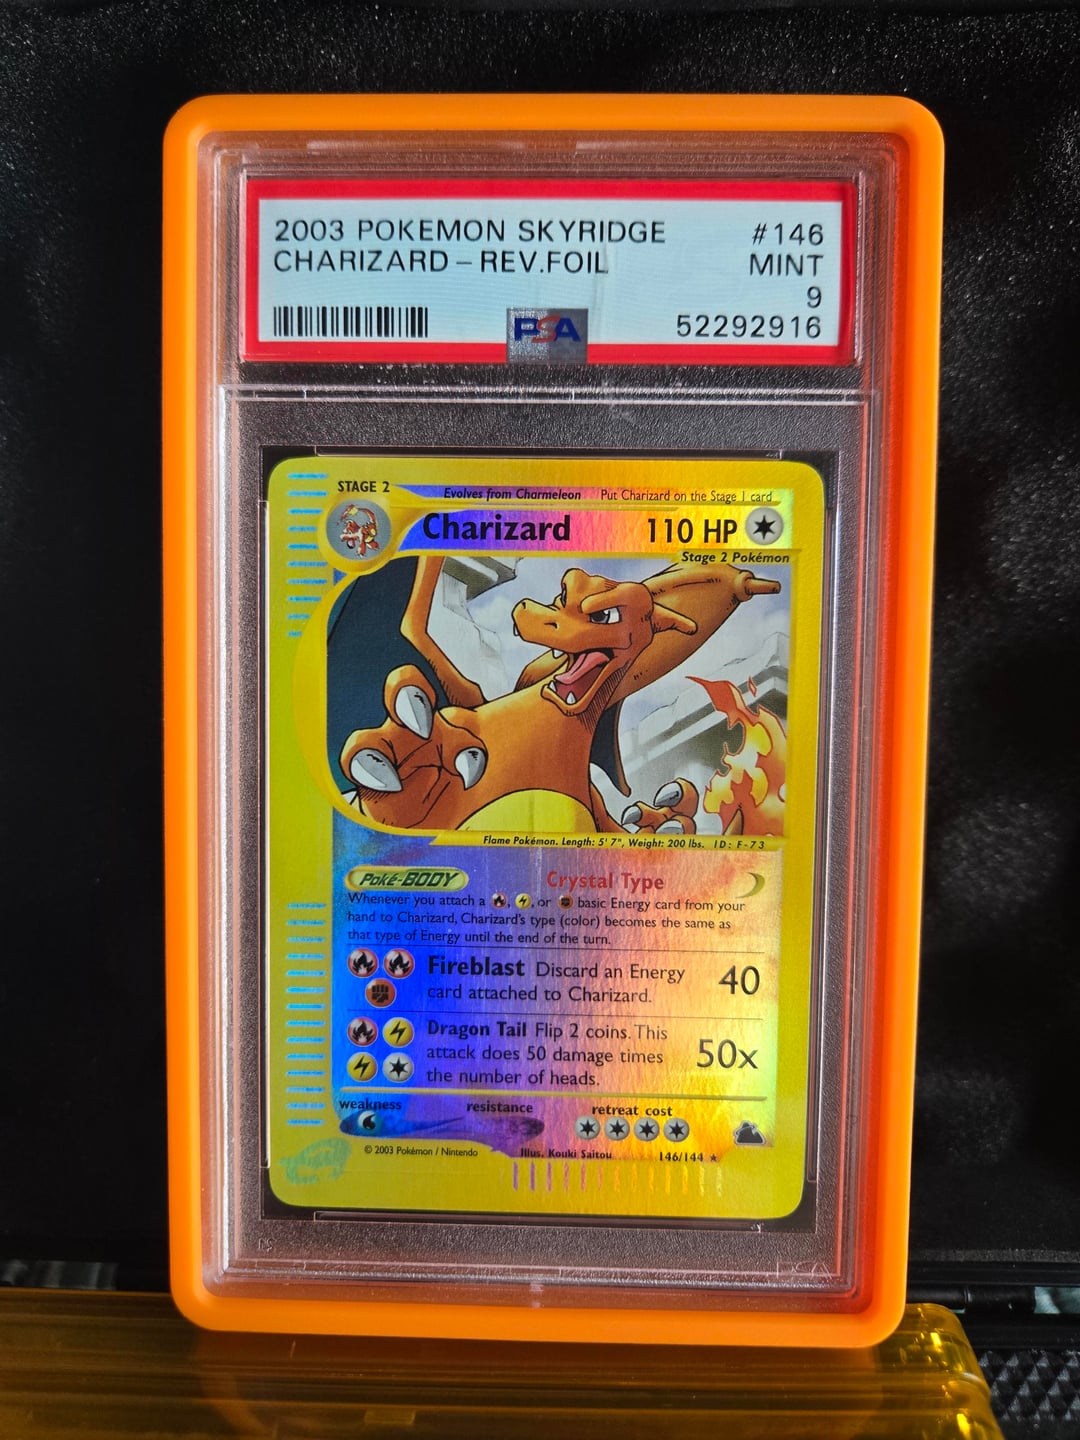 2003 POKEMON SKYRIDGE #146
CHARIZARD - REV.FOIL MINT
9
PSA 52292916
STAGE 2 Evolves from Charmeleon Put Charizard on the Stage 1 card
Charizard 110 HP
Stage 2 Pokémon
Flame Pokémon. Length: 5' 7", Weight: 200 lbs. ID: F-73
Poké-BODY Crystal Type
Whenever you attach a , , or basic Energy card from your
hand to Charizard, Charizard's type (color) becomes the same as
that type of Energy until the end of the turn.
Fireblast Discard an Energy 40
card attached to Charizard.
Dragon Tail Flip 2 coins. This
attack does 50 damage times 50x
the number of heads.
weakness resistance retreat cost
© 2003 Pokémon / Nintendo Illus. Kouki Saitou 146/144 ★
PSA